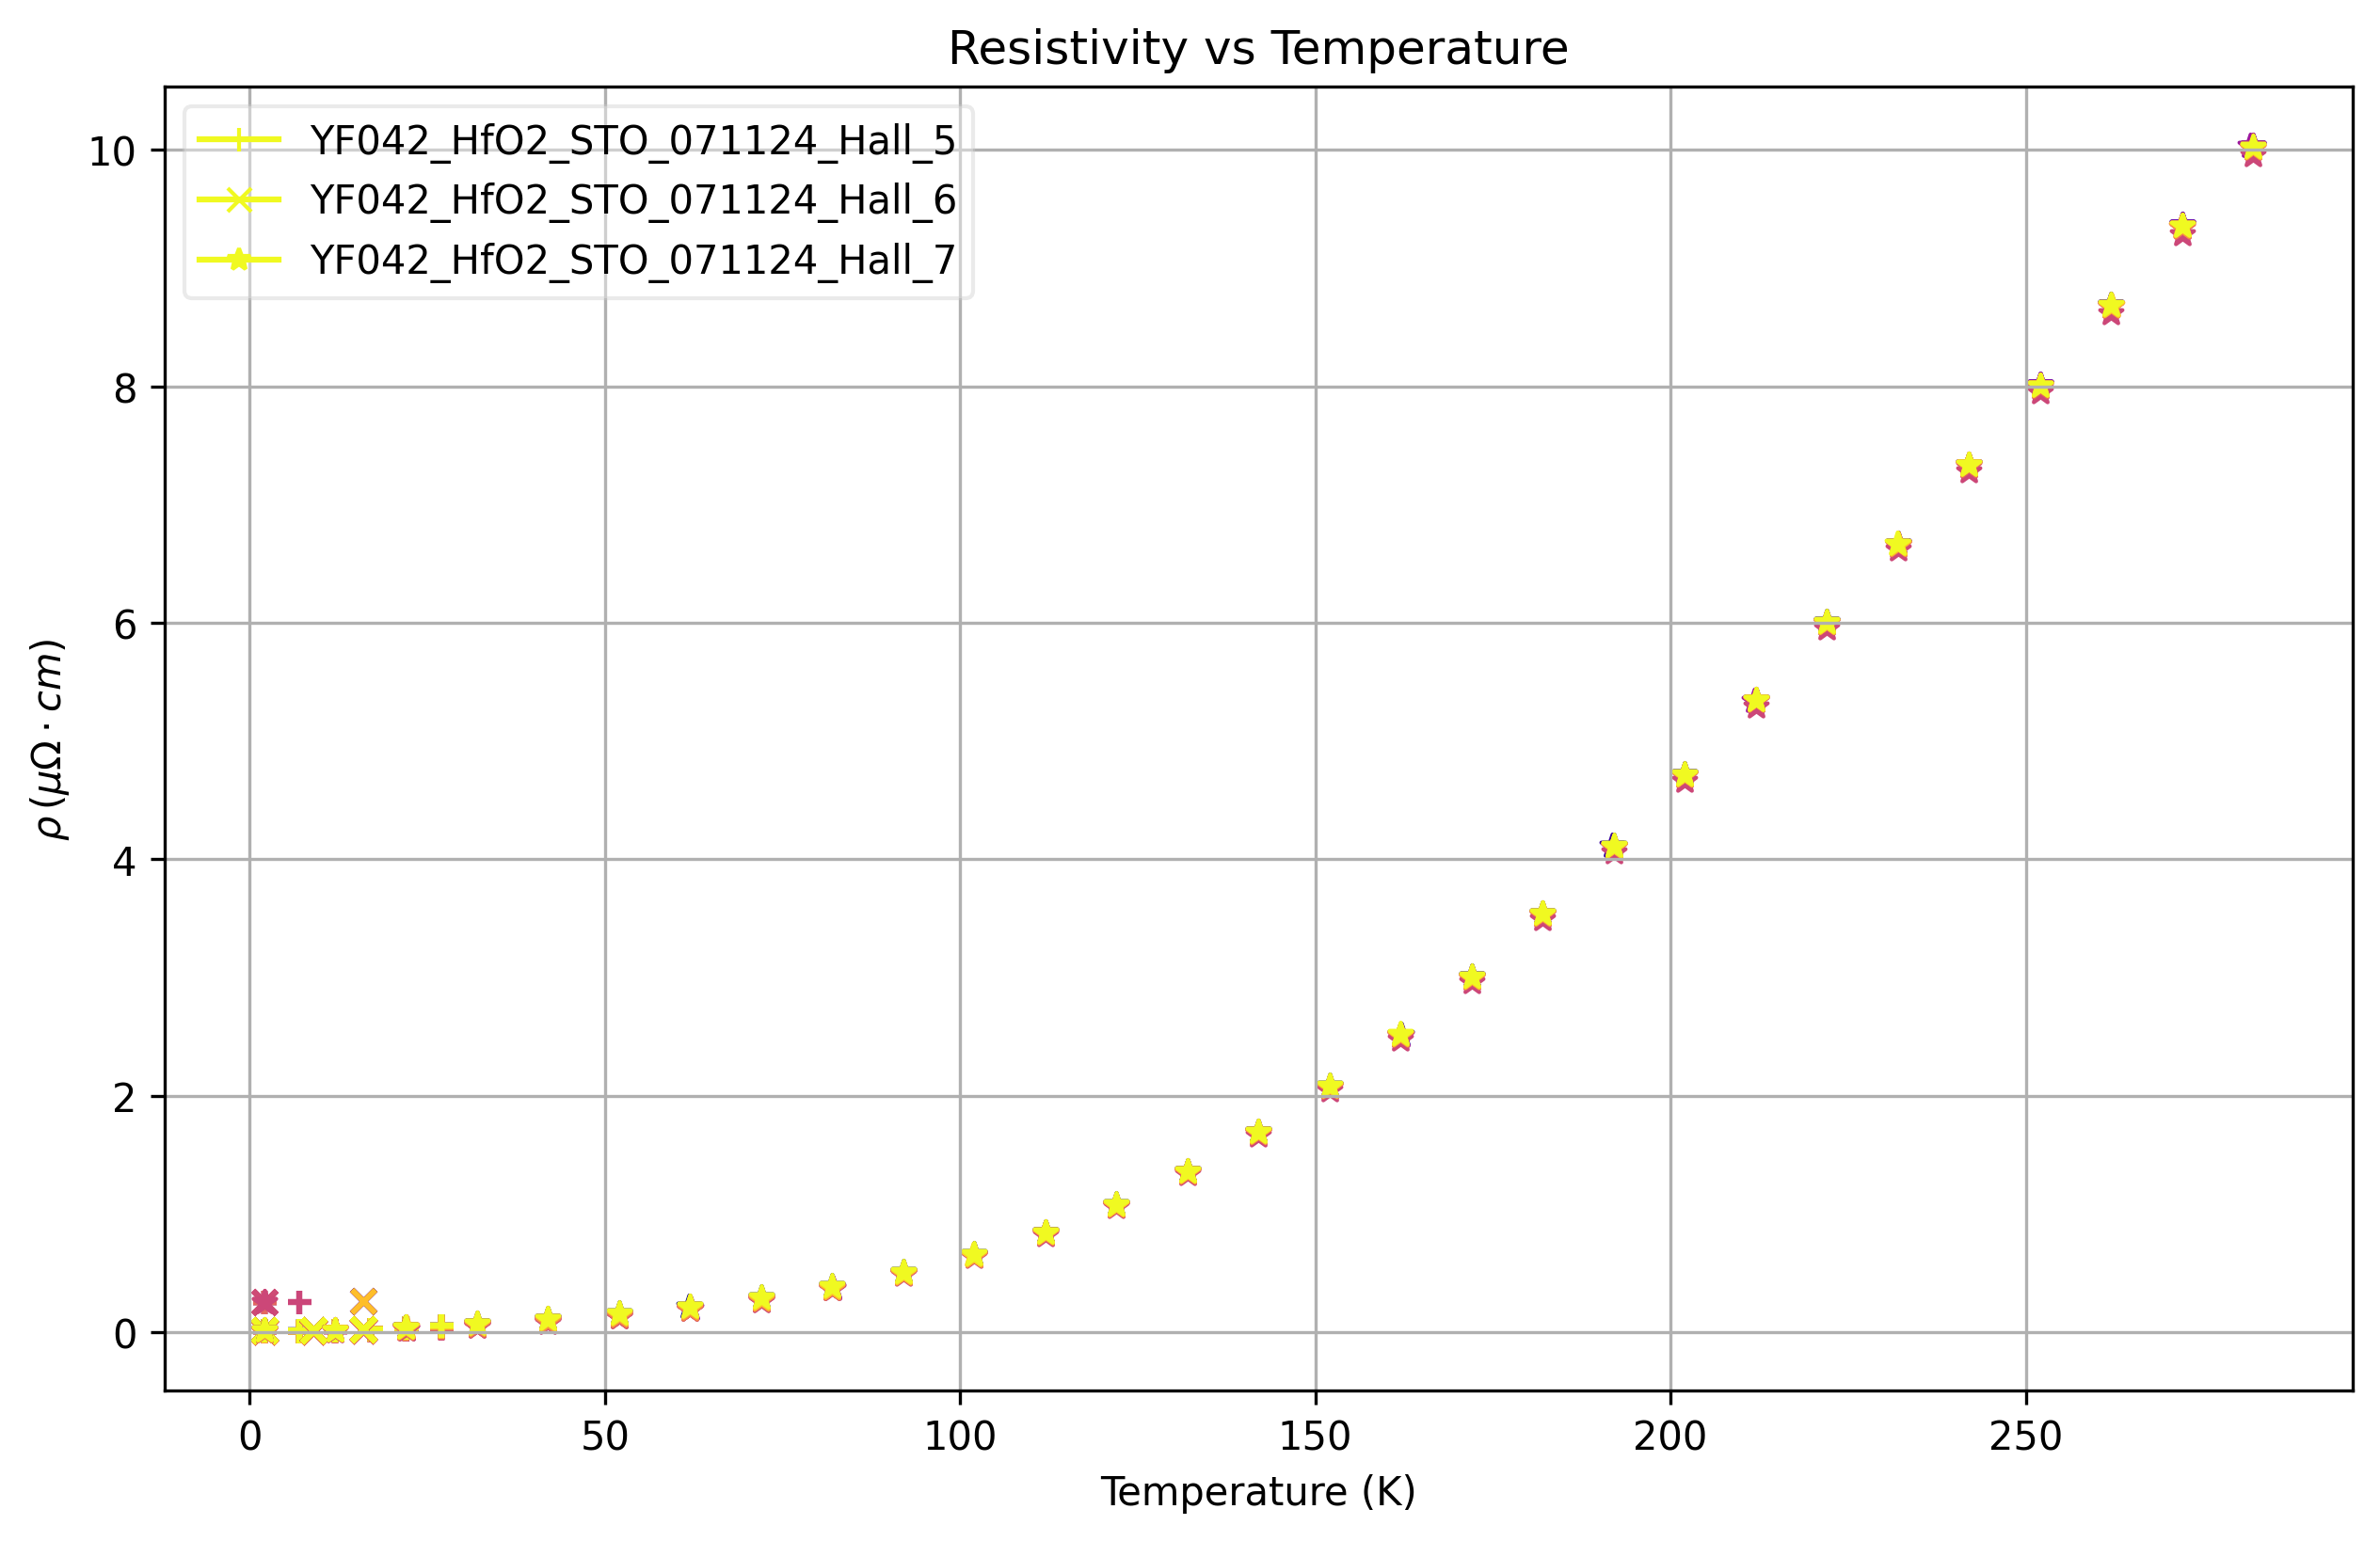 Resistivity vs Temperature
YF042_HfO2_STO_071124_Hall_5
YF042_HfO2_STO_071124_Hall_6
YF042_HfO2_STO_071124_Hall_7
ρ (μΩ · cm)
10
8
6
4
2
0
0 50 100 150 200 250
Temperature (K)